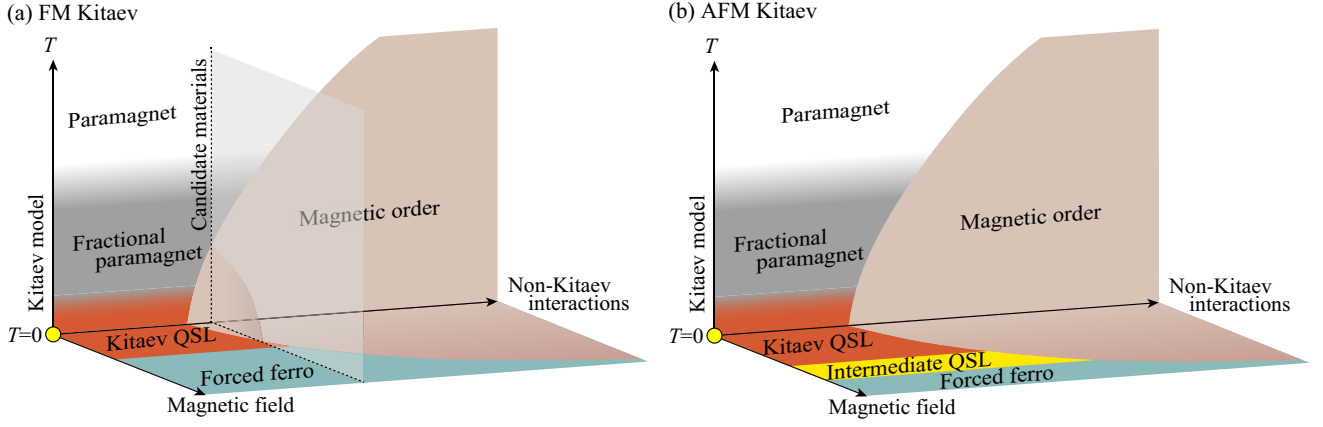 (a) FM Kitaev
T
Paramagnet
Candidate materials
Kitaev model
Fractional
paramagnet
Magnetic order
Non-Kitaev
interactions
T=0
Kitaev QSL
Forced ferro
Magnetic field
(b) AFM Kitaev
T
Paramagnet
Kitaev model
Fractional
paramagnet
Magnetic order
Non-Kitaev
interactions
T=0
Kitaev QSL
Intermediate QSL
Forced ferro
Magnetic field